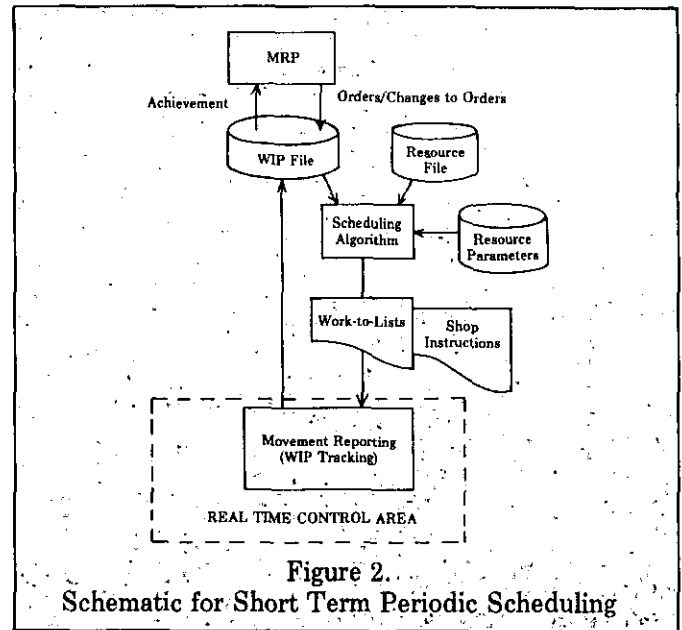 MRP
Achievement
Orders/Changes to Orders
WIP File
Resource
File
Scheduling
Algorithm
Resource
Parameters
Work-to-Lists
Shop
Instructions
Movement Reporting
(WIP Tracking)
REAL TIME CONTROL AREA
Figure 2.
Schematic for Short Term Periodic Scheduling